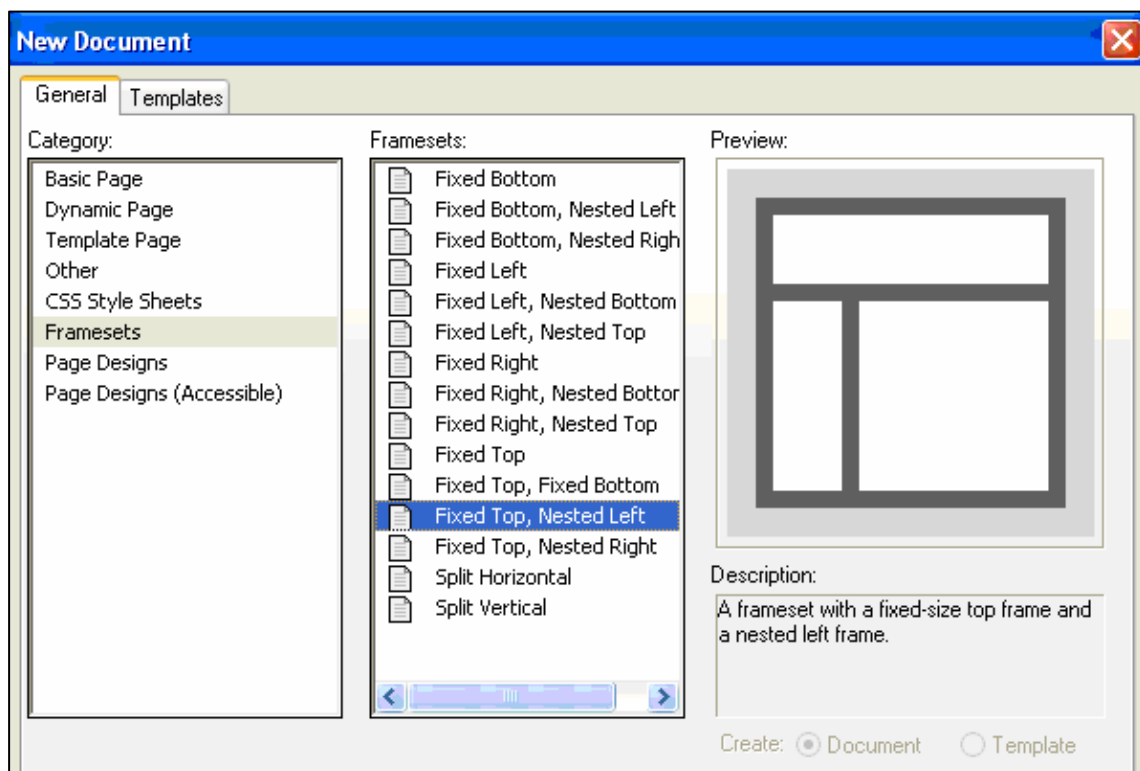 New Document
General
Templates
Category:
Basic Page
Dynamic Page
Template Page
Other
CSS Style Sheets
Framesets
Page Designs
Page Designs (Accessible)
Framesets:
Fixed Bottom
Fixed Bottom, Nested Left
Fixed Bottom, Nested Righ
Fixed Left
Fixed Left, Nested Bottom
Fixed Left, Nested Top
Fixed Right
Fixed Right, Nested Bottor
Fixed Right, Nested Top
Fixed Top
Fixed Top, Fixed Bottom
Fixed Top, Nested Left
Fixed Top, Nested Right
Split Horizontal
Split Vertical
Preview:
Description:
A frameset with a fixed-size top frame and
a nested left frame.
Create: Document Template